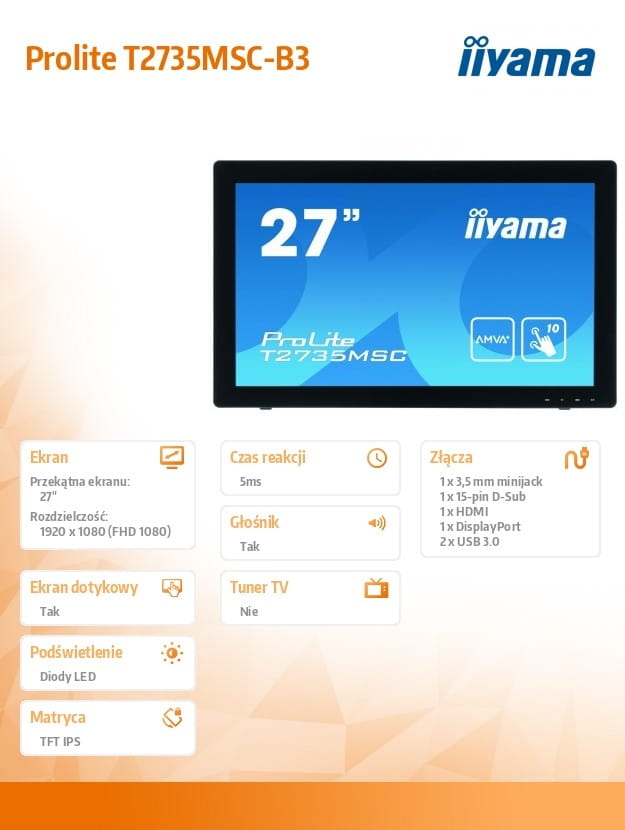 Prolite T2735MSC-B3
iiyama
27”
iiyama
ProLite
T2735MSC
AMVA+
10
Ekran
Przekątna ekranu:
27"
Rozdzielczość:
1920 x 1080 (FHD 1080)
Czas reakcji
5ms
Głośnik
Tak
Złącza
1 x 3,5 mm minijack
1 x 15-pin D-Sub
1 x HDMI
1 x DisplayPort
2 x USB 3.0
Ekran dotykowy
Tak
Tuner TV
Nie
Podświetlenie
Diody LED
Matryca
TFT IPS